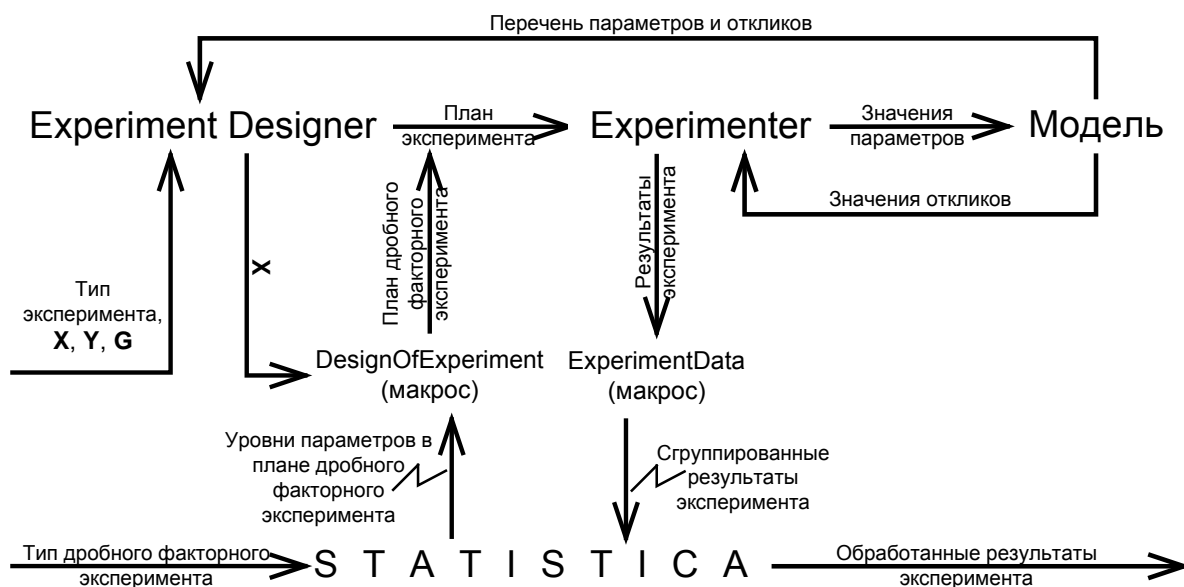 Перечень параметров и откликов
Experiment Designer
План
эксперимента
Experimenter
Значения
параметров
Модель
Значения откликов
План дробного
факторного
эксперимента
Результаты
эксперимента
X
Тип
эксперимента,
X, Y, G
DesignOfExperiment
(макрос)
ExperimentData
(макрос)
Уровни параметров в
плане дробного
факторного
эксперимента
Сгруппированные
результаты
эксперимента
Тип дробного факторного
эксперимента
S T A T I S T I C A
Обработанные результаты
эксперимента